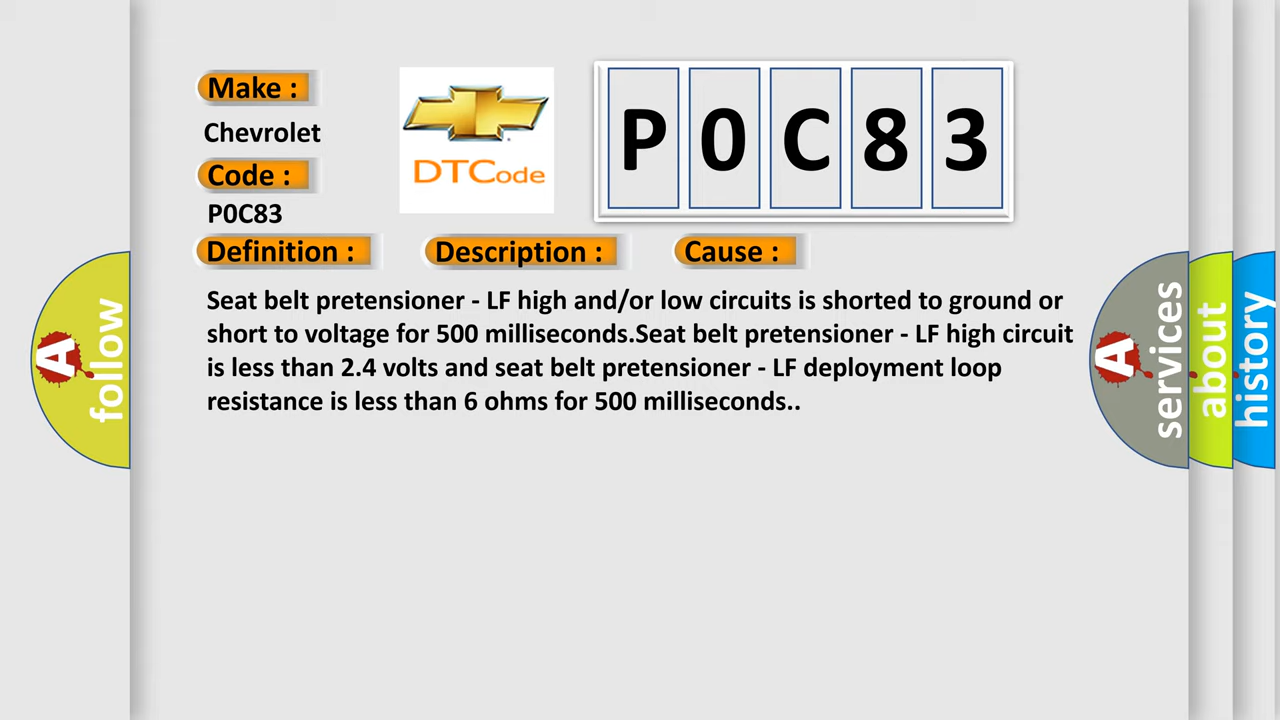 Make :
Chevrolet
Code :
P0C83
DTCode
P0C83
Definition :
Description :
Cause :
Seat belt pretensioner - LF high and/or low circuits is shorted to ground or
short to voltage for 500 milliseconds.Seat belt pretensioner - LF high circuit
is less than 2.4 volts and seat belt pretensioner - LF deployment loop
resistance is less than 6 ohms for 500 milliseconds..
A
follow
A
services
about
history